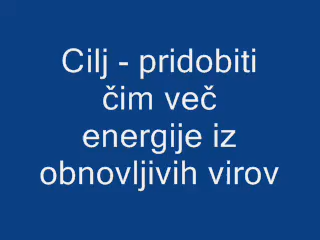 Cilj - pridobiti
čim več
energije iz
obnovljivih virov